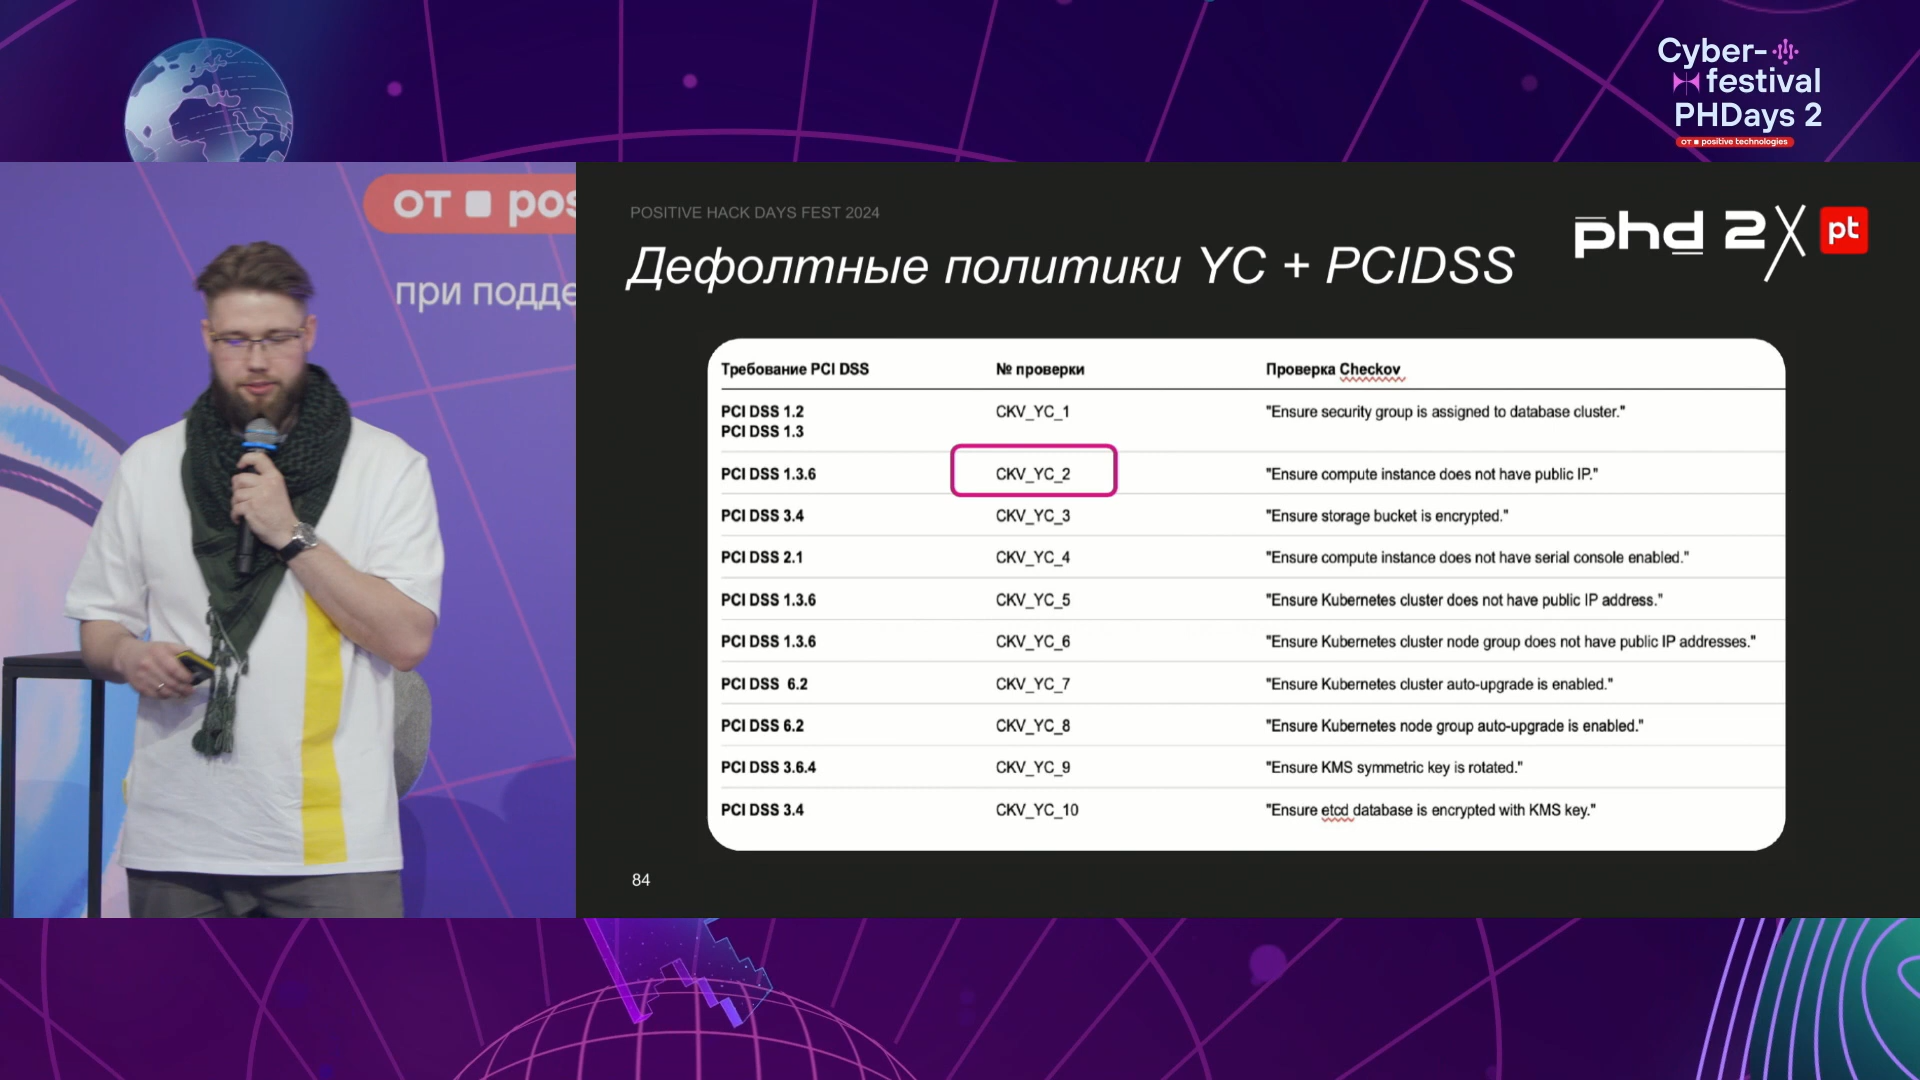 Cyber-
festival
PHDays 2
от positive technologies
от pos
при подде
POSITIVE HACK DAYS FEST 2024
phd 2 pt
Дефолтные политики YC + PCIDSS
Требование PCI DSS № проверки Проверка Checkov
PCI DSS 1.2 CKV_YC_1 "Ensure security group is assigned to database cluster."
PCI DSS 1.3
PCI DSS 1.3.6 CKV_YC_2 "Ensure compute instance does not have public IP."
PCI DSS 3.4 CKV_YC_3 "Ensure storage bucket is encrypted."
PCI DSS 2.1 CKV_YC_4 "Ensure compute instance does not have serial console enabled."
PCI DSS 1.3.6 CKV_YC_5 "Ensure Kubernetes cluster does not have public IP address."
PCI DSS 1.3.6 CKV_YC_6 "Ensure Kubernetes cluster node group does not have public IP addresses."
PCI DSS 6.2 CKV_YC_7 "Ensure Kubernetes cluster auto-upgrade is enabled."
PCI DSS 6.2 CKV_YC_8 "Ensure Kubernetes node group auto-upgrade is enabled."
PCI DSS 3.6.4 CKV_YC_9 "Ensure KMS symmetric key is rotated."
PCI DSS 3.4 CKV_YC_10 "Ensure etcd database is encrypted with KMS key."
84